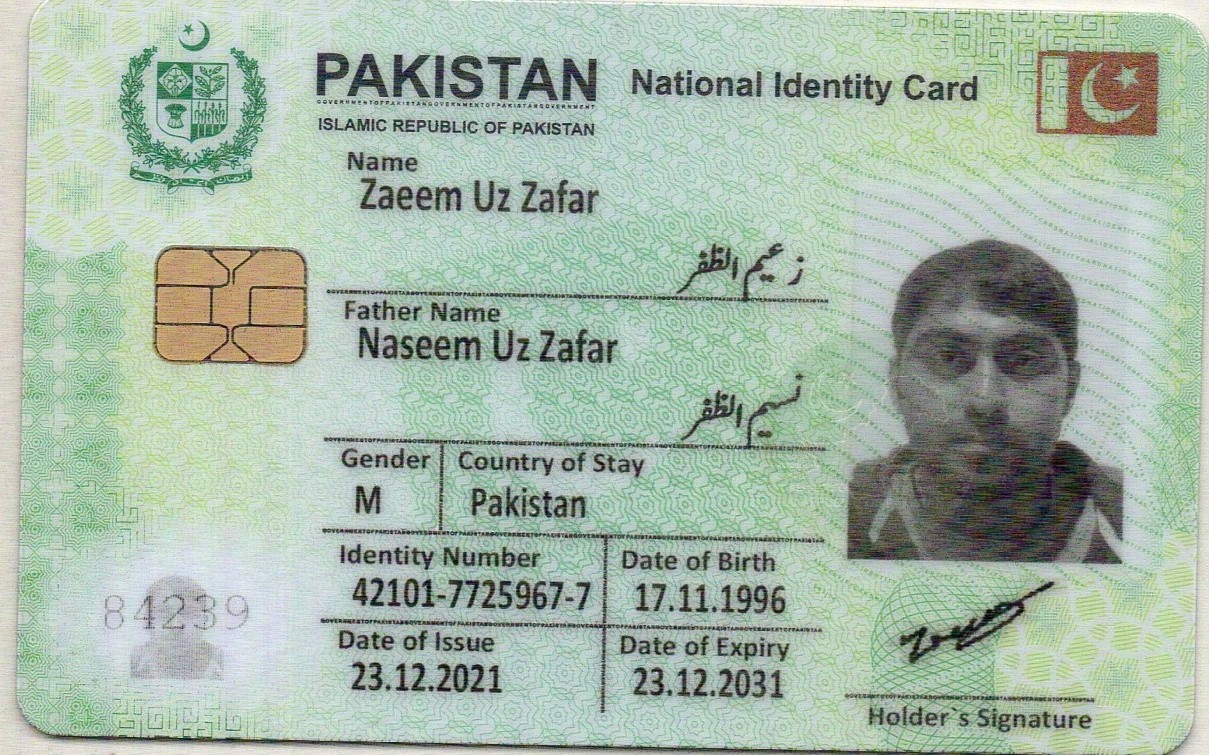 PAKISTAN National Identity Card
ISLAMIC REPUBLIC OF PAKISTAN
Name
Zaeem Uz Zafar
زعیم الظفر
Father Name
Naseem Uz Zafar
نسیم الظفر
Gender Country of Stay
M Pakistan
Identity Number Date of Birth
42101-7725967-7 17.11.1996
Date of Issue Date of Expiry
23.12.2021 23.12.2031
84239
Holder`s Signature